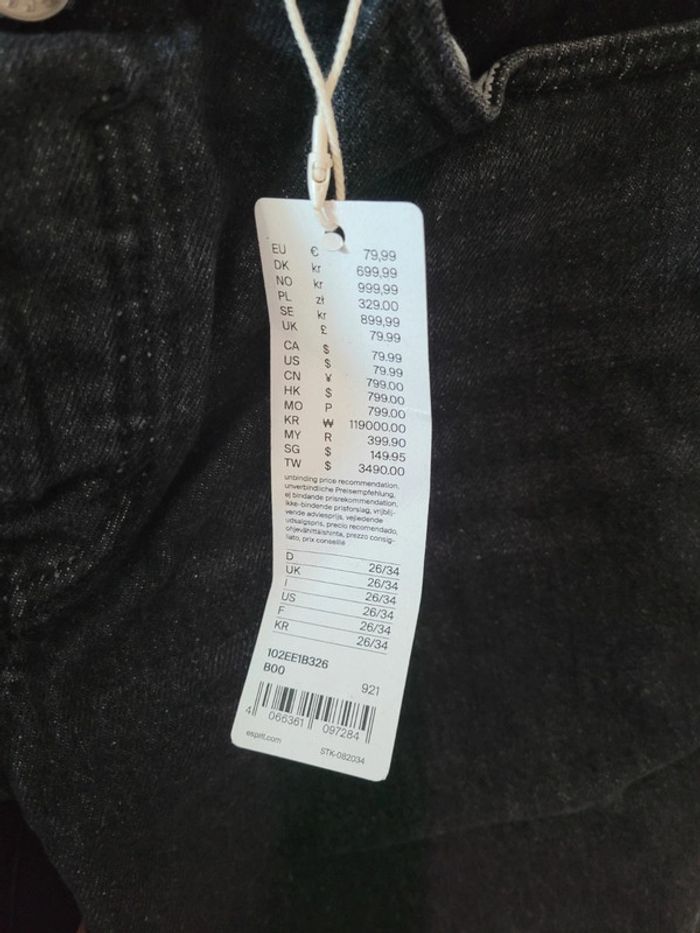 EU € 79,99
DK kr 699,99
NO kr 999,99
PL zł 329.00
SE kr 899,99
UK £ 79.99
CA $ 79.99
US $ 79.99
CN ¥ 799.00
HK $ 799.00
MO P 799.00
KR ₩ 119000.00
MY R 399.90
SG $ 149.95
TW $ 3490.00
unbinding price recommendation,
unverbindliche Preisempfehlung,
ej bindande prisrekommendation,
ikke-bindende prisforslag, vrijblij-
vende adviesprijs, vejledende
udsalgspris, precio recomendado,
ohjevähittäishinta, prezzo consig-
liato, prix conseillé
D 26/34
UK 26/34
I 26/34
US 26/34
F 26/34
KR 26/34
102EE1B326
B00
921
4 066361 097284
esprit.com
STK-082034